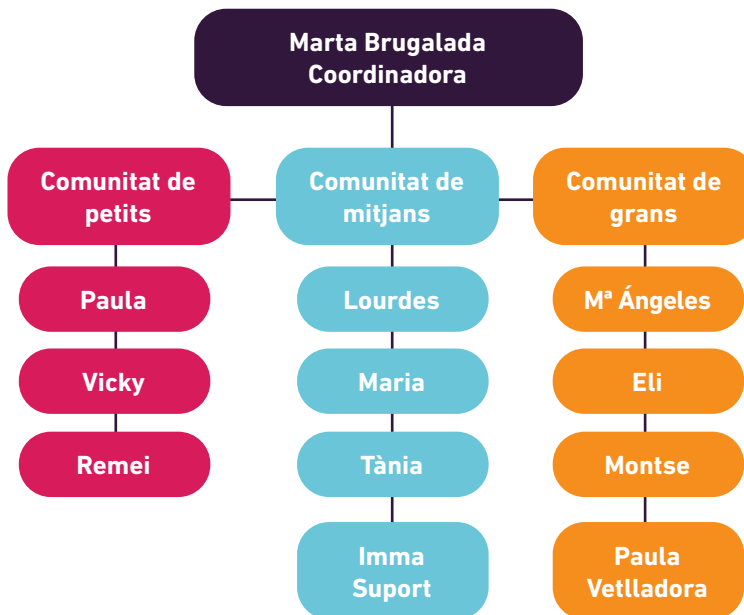 Marta Brugalada
Coordinadora
Comunitat de
petits
Comunitat de
mitjans
Comunitat de
grans
Paula
Lourdes
Mª Ángeles
Vicky
Maria
Eli
Remei
Tània
Montse
Imma
Suport
Paula
Vetlladora